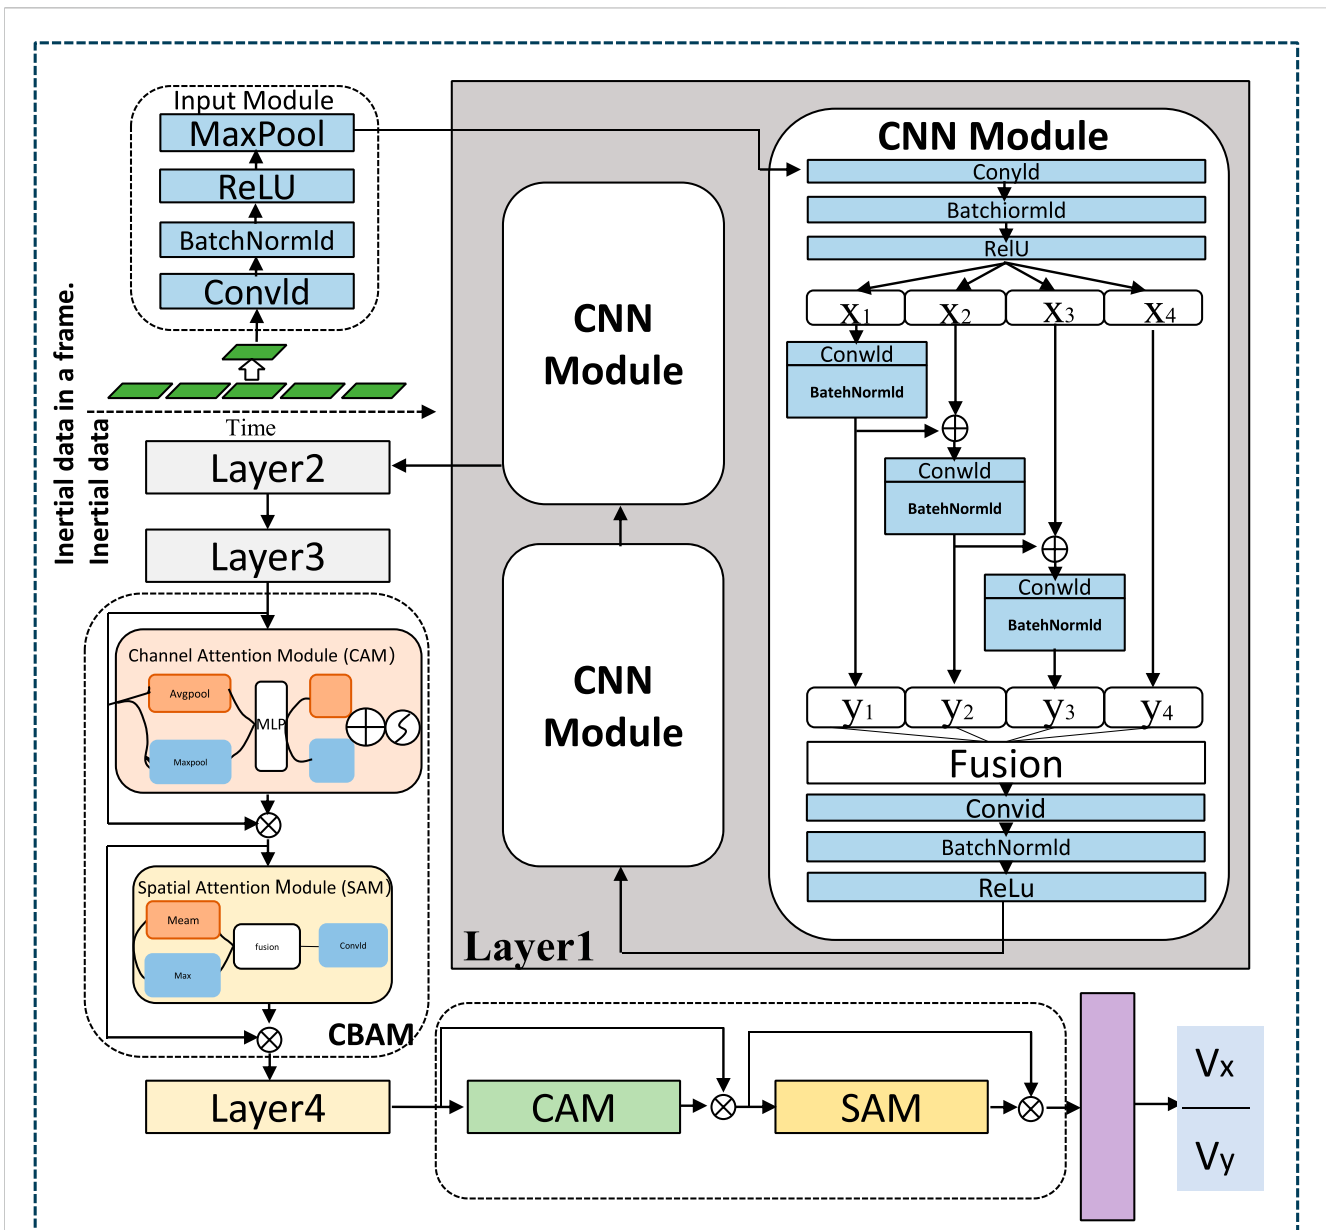 Input Module
MaxPool
ReLU
BatchNormld
Convld
Inertial data in a frame.
Inertial data
Time
Layer2
Layer3
Channel Attention Module (CAM)
Avgpool
MLP
Maxpool
Spatial Attention Module (SAM)
Meam
fusion
Convld
Max
CBAM
Layer4
CNN
Module
CNN
Module
Layer1
CNN Module
Conyld
Batchiormld
RelU
x1 x2 x3 x4
Conwld
BatehNormld
Conwld
BatehNormld
Conwld
BatehNormld
y1 y2 y3 y4
Fusion
Convid
BatchNormld
ReLu
CAM
SAM
Vx
Vy